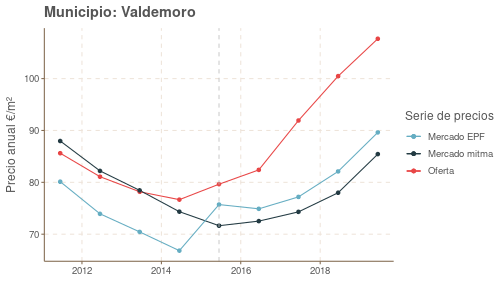 Municipio: Valdemoro
Precio anual €/m²
100
90
80
70
2012
2014
2016
2018
Serie de precios
Mercado EPF
Mercado mitma
Oferta